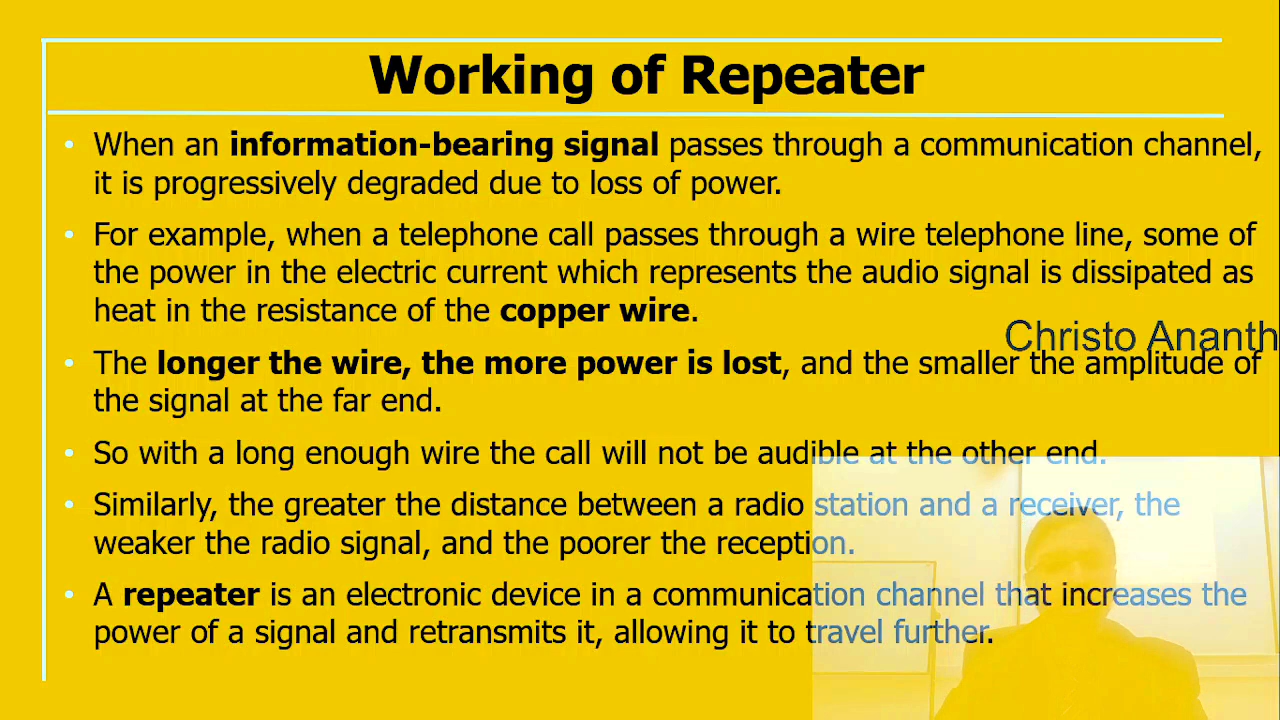 Working of Repeater
• When an information-bearing signal passes through a communication channel,
it is progressively degraded due to loss of power.
• For example, when a telephone call passes through a wire telephone line, some of
the power in the electric current which represents the audio signal is dissipated as
heat in the resistance of the copper wire.
Christo Ananth
• The longer the wire, the more power is lost, and the smaller the amplitude of
the signal at the far end.
• So with a long enough wire the call will not be audible at the other end.
• Similarly, the greater the distance between a radio station and a receiver, the
weaker the radio signal, and the poorer the reception.
• A repeater is an electronic device in a communication channel that increases the
power of a signal and retransmits it, allowing it to travel further.